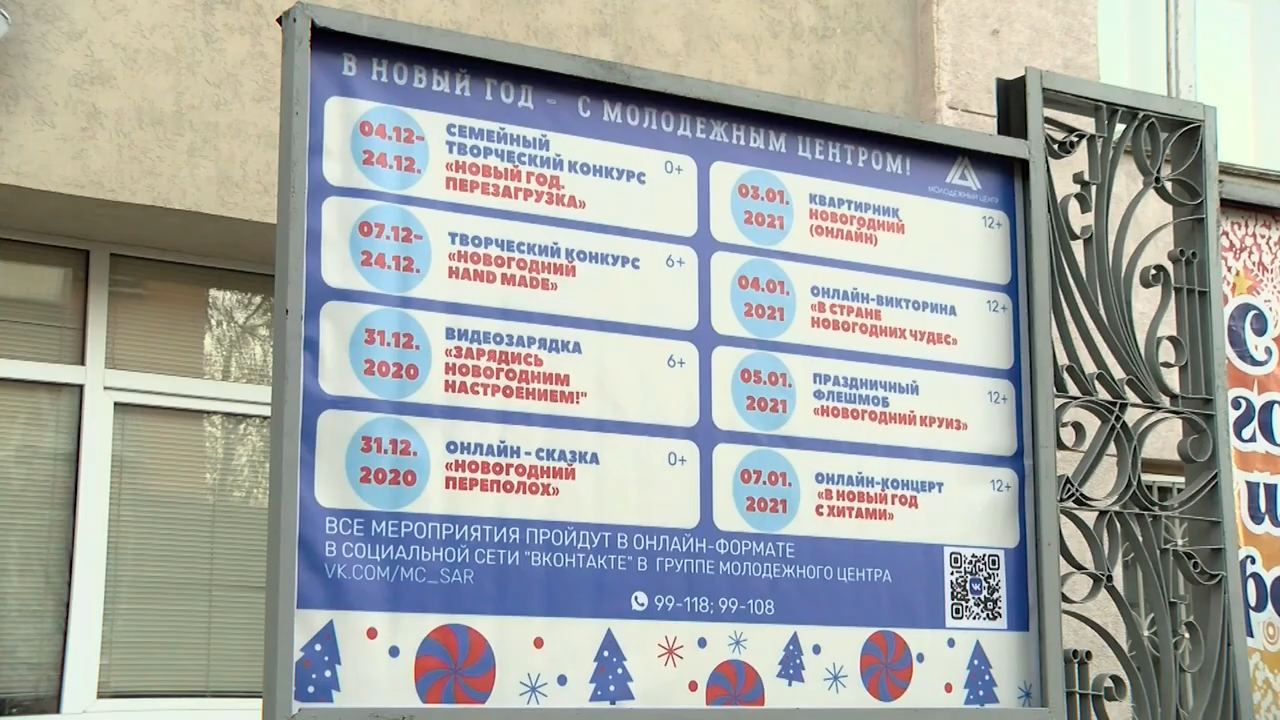 В НОВЫЙ ГОД - С МОЛОДЕЖНЫМ ЦЕНТРОМ!
МОЛОДЕЖНЫЙ ЦЕНТР
04.12-
24.12.
СЕМЕЙНЫЙ
ТВОРЧЕСКИЙ КОНКУРС
«НОВЫЙ ГОД.
ПЕРЕЗАГРУЗКА»
0+
07.12-
24.12.
ТВОРЧЕСКИЙ КОНКУРС
«НОВОГОДНИЙ
HAND MADE»
6+
31.12.
2020
ВИДЕОЗАРЯДКА
«ЗАРЯДИСЬ
НОВОГОДНИМ
НАСТРОЕНИЕМ!"
6+
31.12.
2020
ОНЛАЙН - СКАЗКА
«НОВОГОДНИЙ
ПЕРЕПОЛОХ»
0+
03.01.
2021
КВАРТИРНИК
НОВОГОДНИЙ
(ОНЛАЙН)
12+
04.01.
2021
ОНЛАЙН-ВИКТОРИНА
«В СТРАНЕ
НОВОГОДНИХ ЧУДЕС»
12+
05.01.
2021
ПРАЗДНИЧНЫЙ
ФЛЕШМОБ
«НОВОГОДНИЙ КРУИЗ»
12+
07.01.
2021
ОНЛАЙН-КОНЦЕРТ
«В НОВЫЙ ГОД
С ХИТАМИ»
12+
ВСЕ МЕРОПРИЯТИЯ ПРОЙДУТ В ОНЛАЙН-ФОРМАТЕ
В СОЦИАЛЬНОЙ СЕТИ "ВКОНТАКТЕ" В ГРУППЕ МОЛОДЕЖНОГО ЦЕНТРА
VK.COM/MC_SAR
99-118; 99-108
С